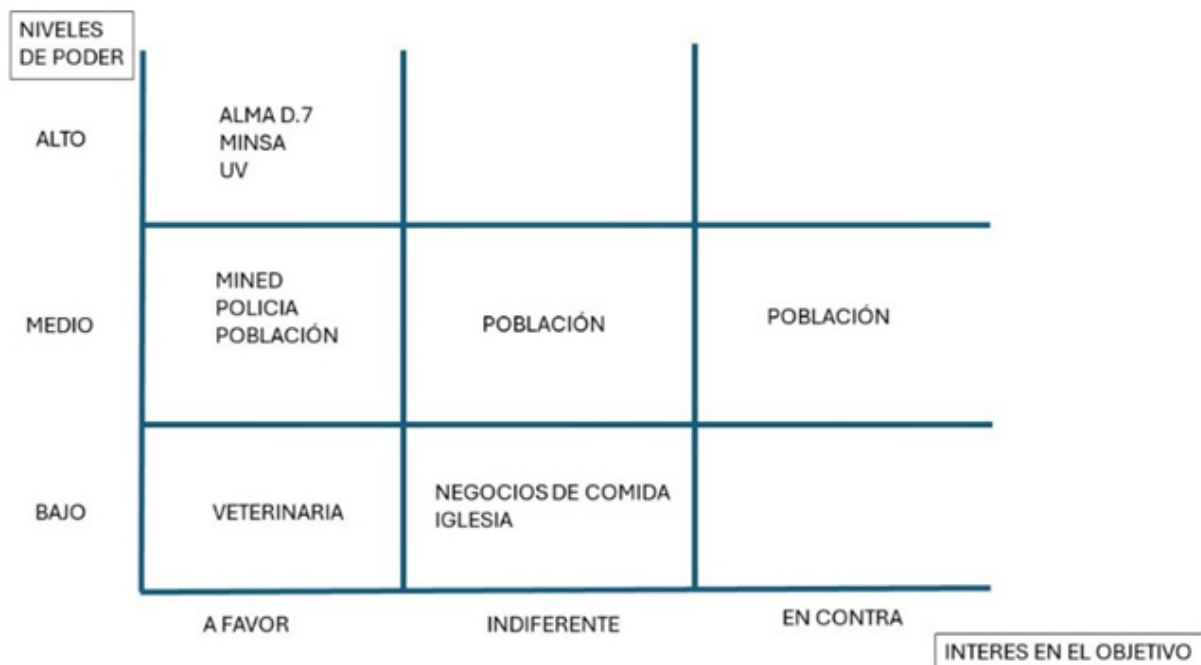 NIVELES
DE PODER
ALTO
ALMA D.7
MINSA
UV
MEDIO
MINED
POLICIA
POBLACIÓN
POBLACIÓN
POBLACIÓN
BAJO
VETERINARIA
NEGOCIOS DE COMIDA
IGLESIA
A FAVOR
INDIFERENTE
EN CONTRA
INTERES EN EL OBJETIVO